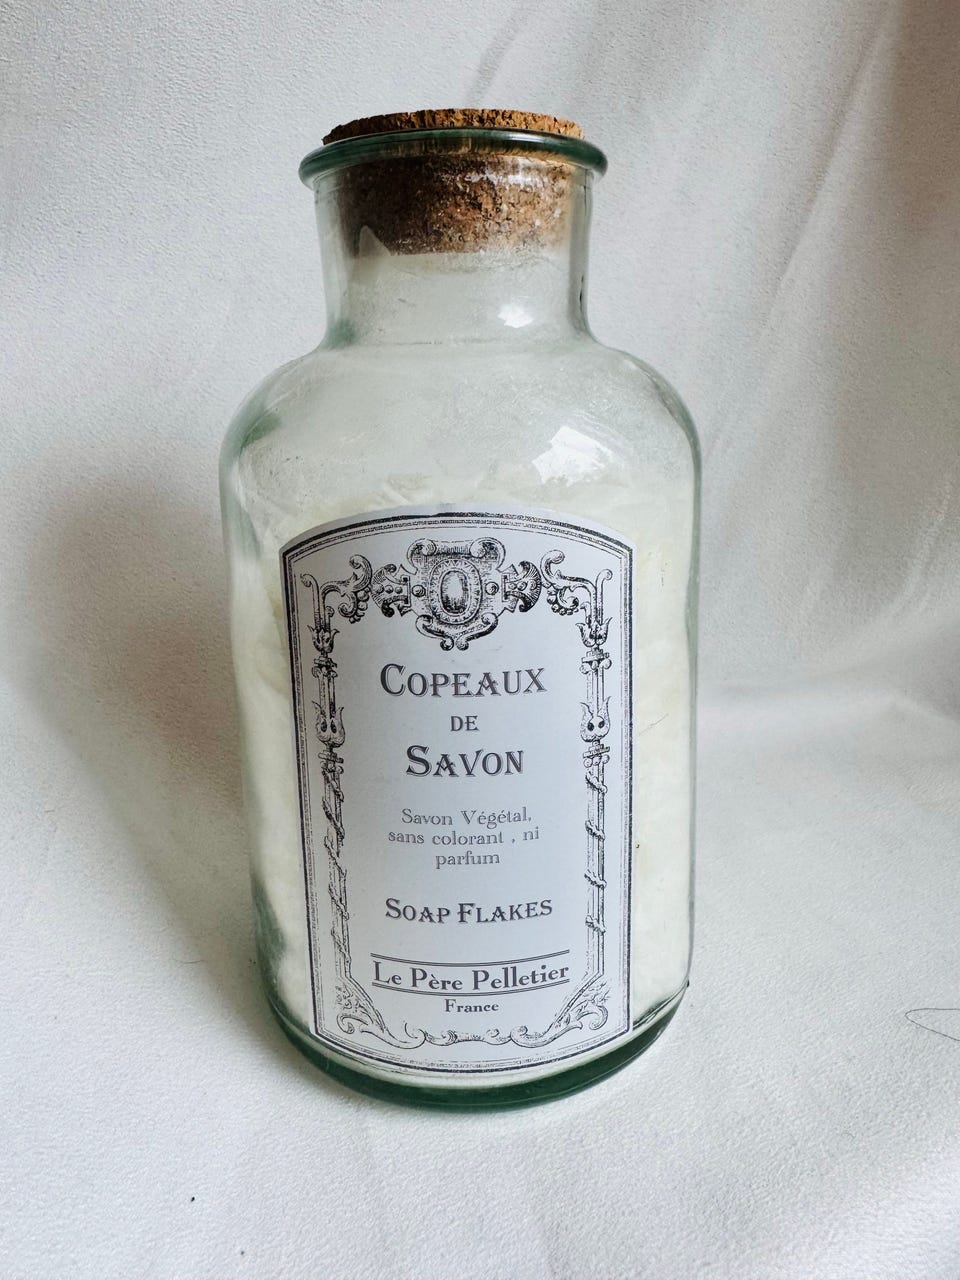 Copeaux
de
Savon
Savon Végétal,
sans colorant , ni
parfum
Soap Flakes
Le Père Pelletier
France